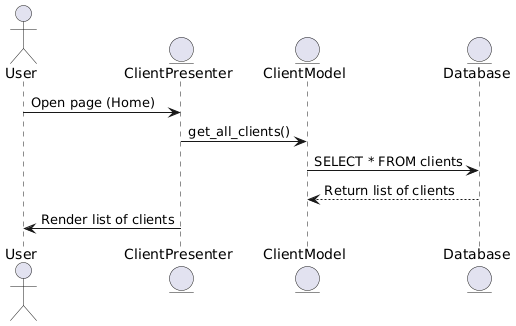 User
ClientPresenter
ClientModel
Database
Open page (Home)
get_all_clients()
SELECT * FROM clients
Return list of clients
Render list of clients
User
ClientPresenter
ClientModel
Database